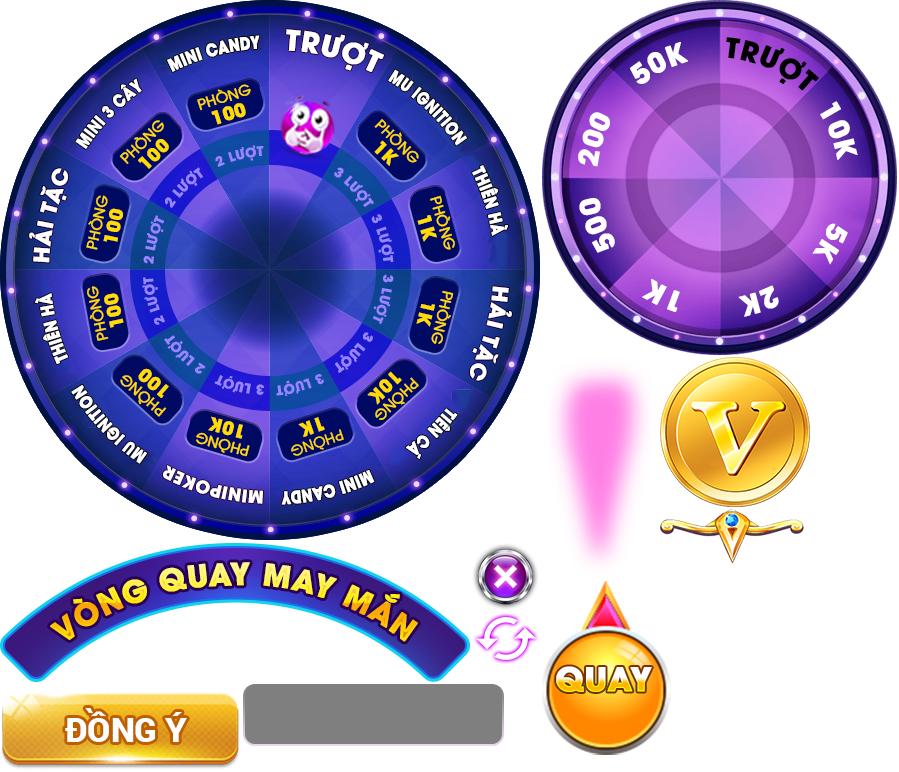 TRƯỢT
MU IGNITION
PHÒNG
1K
3 LƯỢT
THIÊN HÀ
PHÒNG
1K
3 LƯỢT
HẢI TẶC
PHÒNG
1K
3 LƯỢT
TIÊN CÁ
PHÒNG
10K
3 LƯỢT
MINI CANDY
PHÒNG
1K
3 LƯỢT
MINIPOKER
PHÒNG
10K
3 LƯỢT
MU IGNITION
PHÒNG
100
2 LƯỢT
THIÊN HÀ
PHÒNG
100
2 LƯỢT
HẢI TẶC
PHÒNG
100
2 LƯỢT
MINI 3 CÂY
PHÒNG
100
2 LƯỢT
MINI CANDY
PHÒNG
100
2 LƯỢT
TRƯỢT
10K
5K
2K
1K
500
200
50K
V
VÒNG QUAY MAY MẮN
QUAY
ĐỒNG Ý